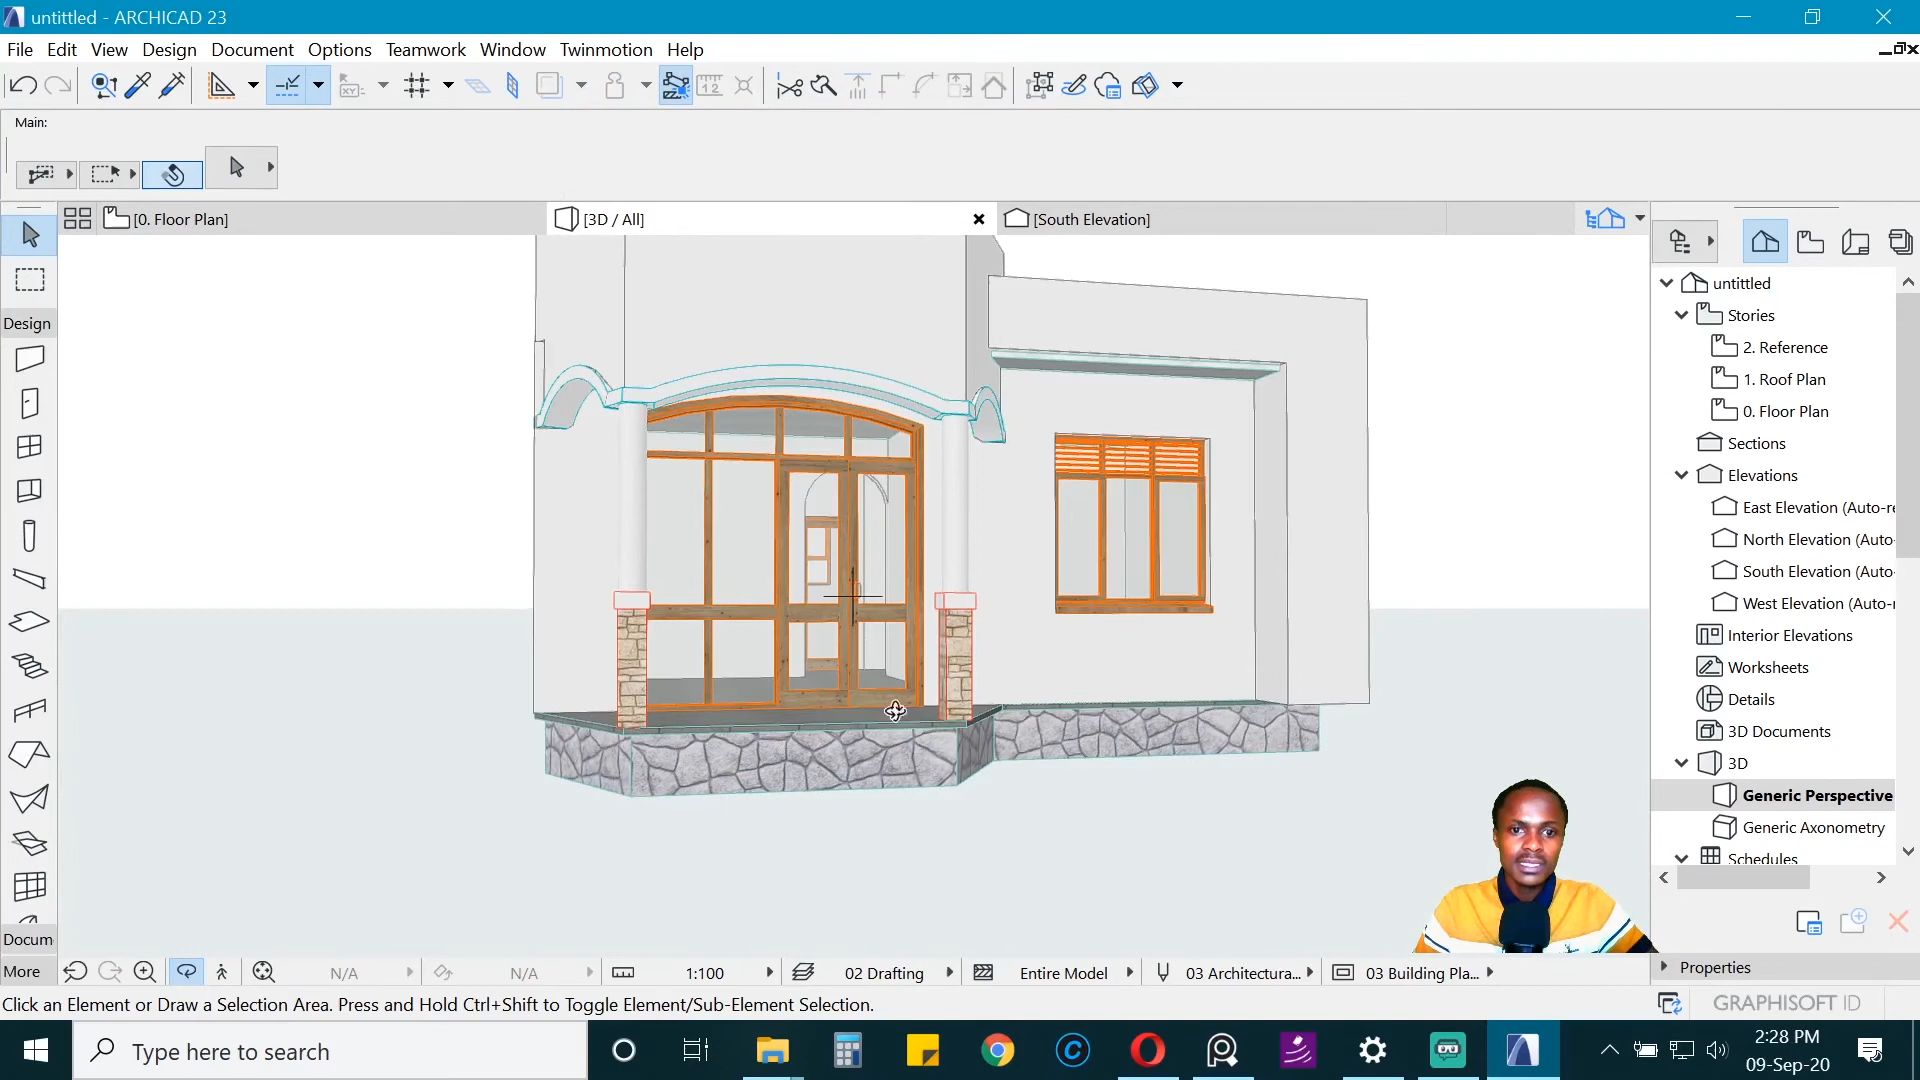 untittled - ARCHICAD 23
File Edit View Design Document Options Teamwork Window Twinmotion Help
Main:
[0. Floor Plan] [3D / All] [South Elevation]
Design
untittled
Stories
2. Reference
1. Roof Plan
0. Floor Plan
Sections
Elevations
East Elevation (Auto-re
North Elevation (Auto-
South Elevation (Auto-
West Elevation (Auto-r
Interior Elevations
Worksheets
Details
3D Documents
3D
Generic Perspective
Generic Axonometry
Schedules
Docum
More
N/A N/A 1:100 02 Drafting Entire Model 03 Architectura... 03 Building Pla...
Properties
Click an Element or Draw a Selection Area. Press and Hold Ctrl+Shift to Toggle Element/Sub-Element Selection.
GRAPHISOFT ID
Type here to search
2:28 PM
09-Sep-20